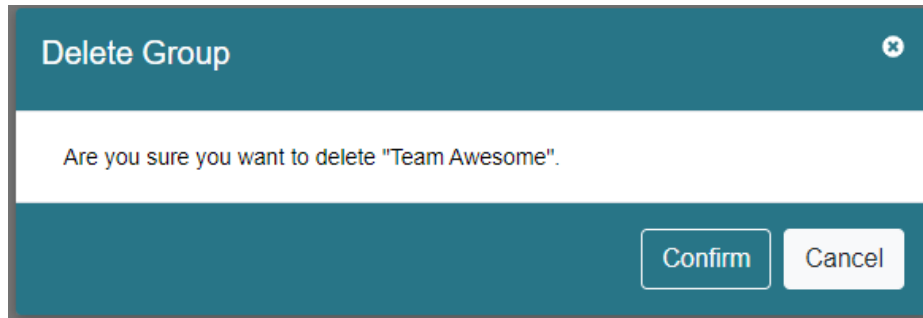 Delete Group
Are you sure you want to delete "Team Awesome".
Confirm Cancel